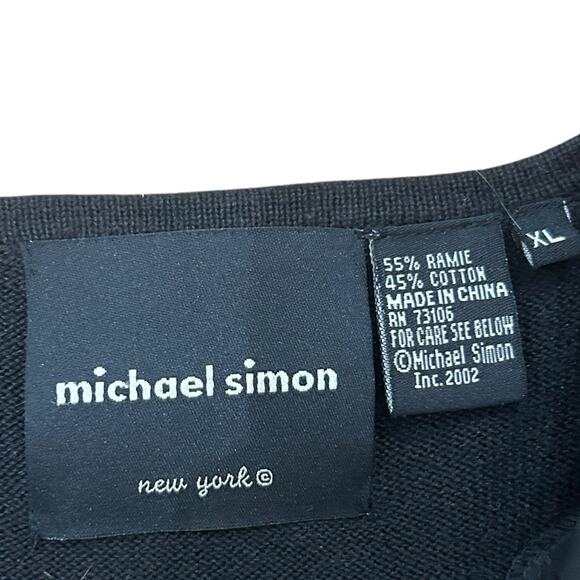 michael simon
new york©
55% RAMIE
45% COTTON
MADE IN CHINA
RN 73106
FOR CARE SEE BELOW
©Michael Simon
Inc. 2002
XL